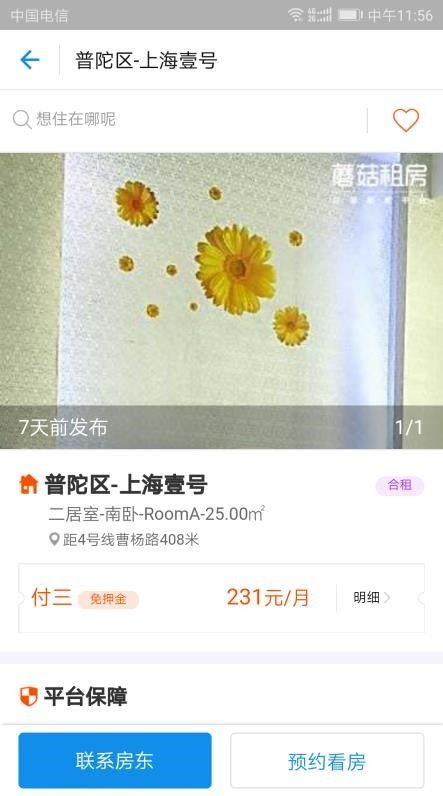 中国电信
4G 2G 中午11:56
普陀区-上海壹号
想住在哪呢
蘑菇租房
7天前发布
1/1
普陀区-上海壹号
合租
二居室-南卧-RoomA-25.00㎡
距4号线曹杨路408米
付三 免押金 231元/月 明细
平台保障
联系房东
预约看房